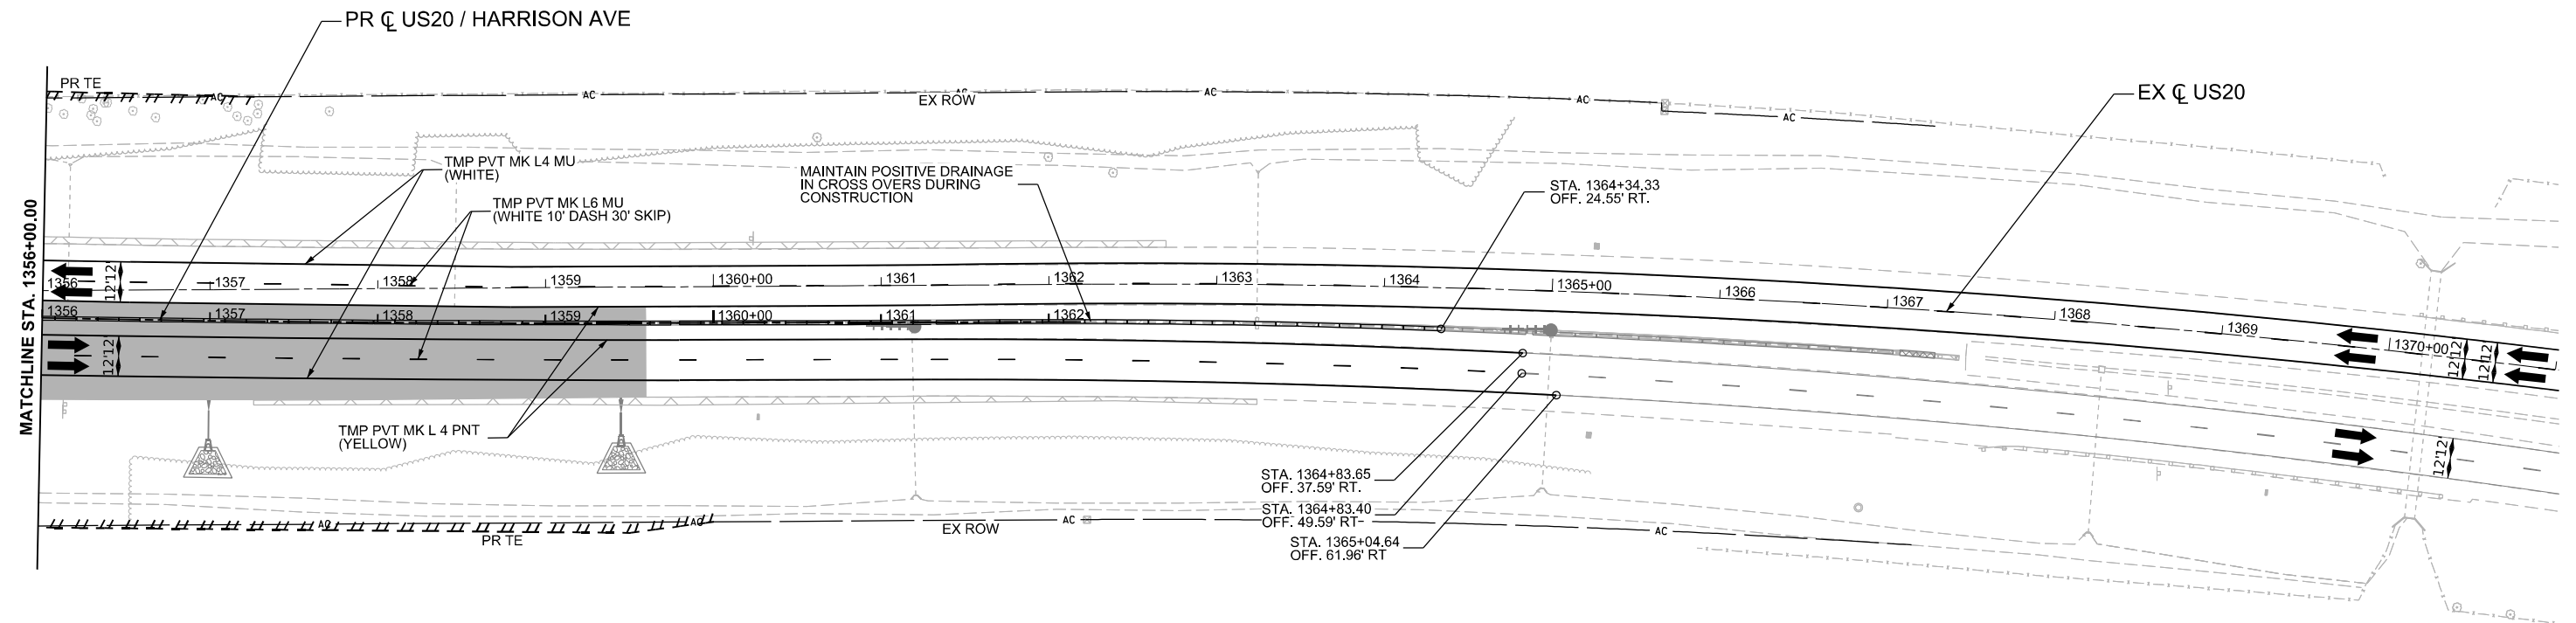 PR ℄ US20 / HARRISON AVE
PR TE
AC
AC
AC
EX ROW
AC
AC
AC
EX ℄ US20
TMP PVT MK L4 MU
(WHITE)
TMP PVT MK L6 MU
(WHITE 10' DASH 30' SKIP)
MAINTAIN POSITIVE DRAINAGE
IN CROSS OVERS DURING
CONSTRUCTION
STA. 1364+34.33
OFF. 24.55' RT.
MATCHLINE STA. 1356+00.00
12'
12'
1356
1357
1358
1359
1360+00
1361
1362
1363
1364
1365+00
1366
1367
1368
1369
1370+00
1356
1357
1358
1359
1360+00
1361
1362
12'
12'
12'
12'
12'
12'
12'
12'
TMP PVT MK L 4 PNT
(YELLOW)
STA. 1364+83.65
OFF. 37.59' RT.
STA. 1364+83.40
OFF. 49.59' RT
STA. 1365+04.64
OFF. 61.96' RT
AC
AC
AC
AC
PR TE
EX ROW